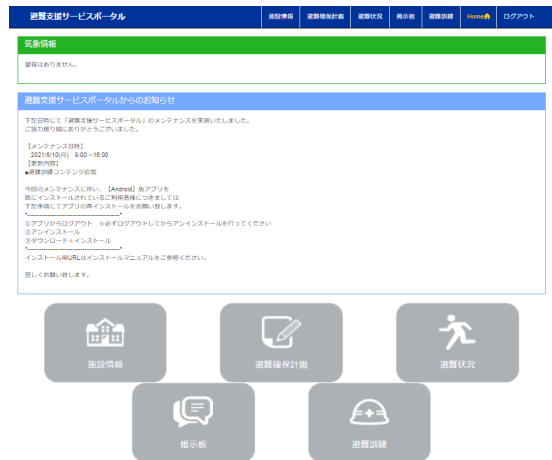 避難支援サービスポータル
施設情報 避難確保計画 避難状況 掲示板 避難訓練 Home ログアウト
気象情報
警報はありません。
避難支援サービスポータルからのお知らせ
下記日時にて「避難支援サービスポータル」のメンテナンスを実施いたしました。
ご協力賜り誠にありがとうございました。
【メンテナンス日時】
2021/5/10(月) 9:00～16:00
【更新内容】
●避難訓練コンテンツ追加
今回のメンテナンスに伴い、【Android】版アプリを
既にインストールされているご利用者様につきましては
下記手順にてアプリの再インストールをお願い致します。
*----------------------------------------------*
①アプリからログアウト ※必ずログアウトしてからアンインストールを行ってください
②アンインストール
③ダウンロード＋インストール
*----------------------------------------------*
インストール用URLはインストールマニュアルをご参照ください。
宜しくお願い致します。
施設情報 避難確保計画 避難状況
掲示板 避難訓練